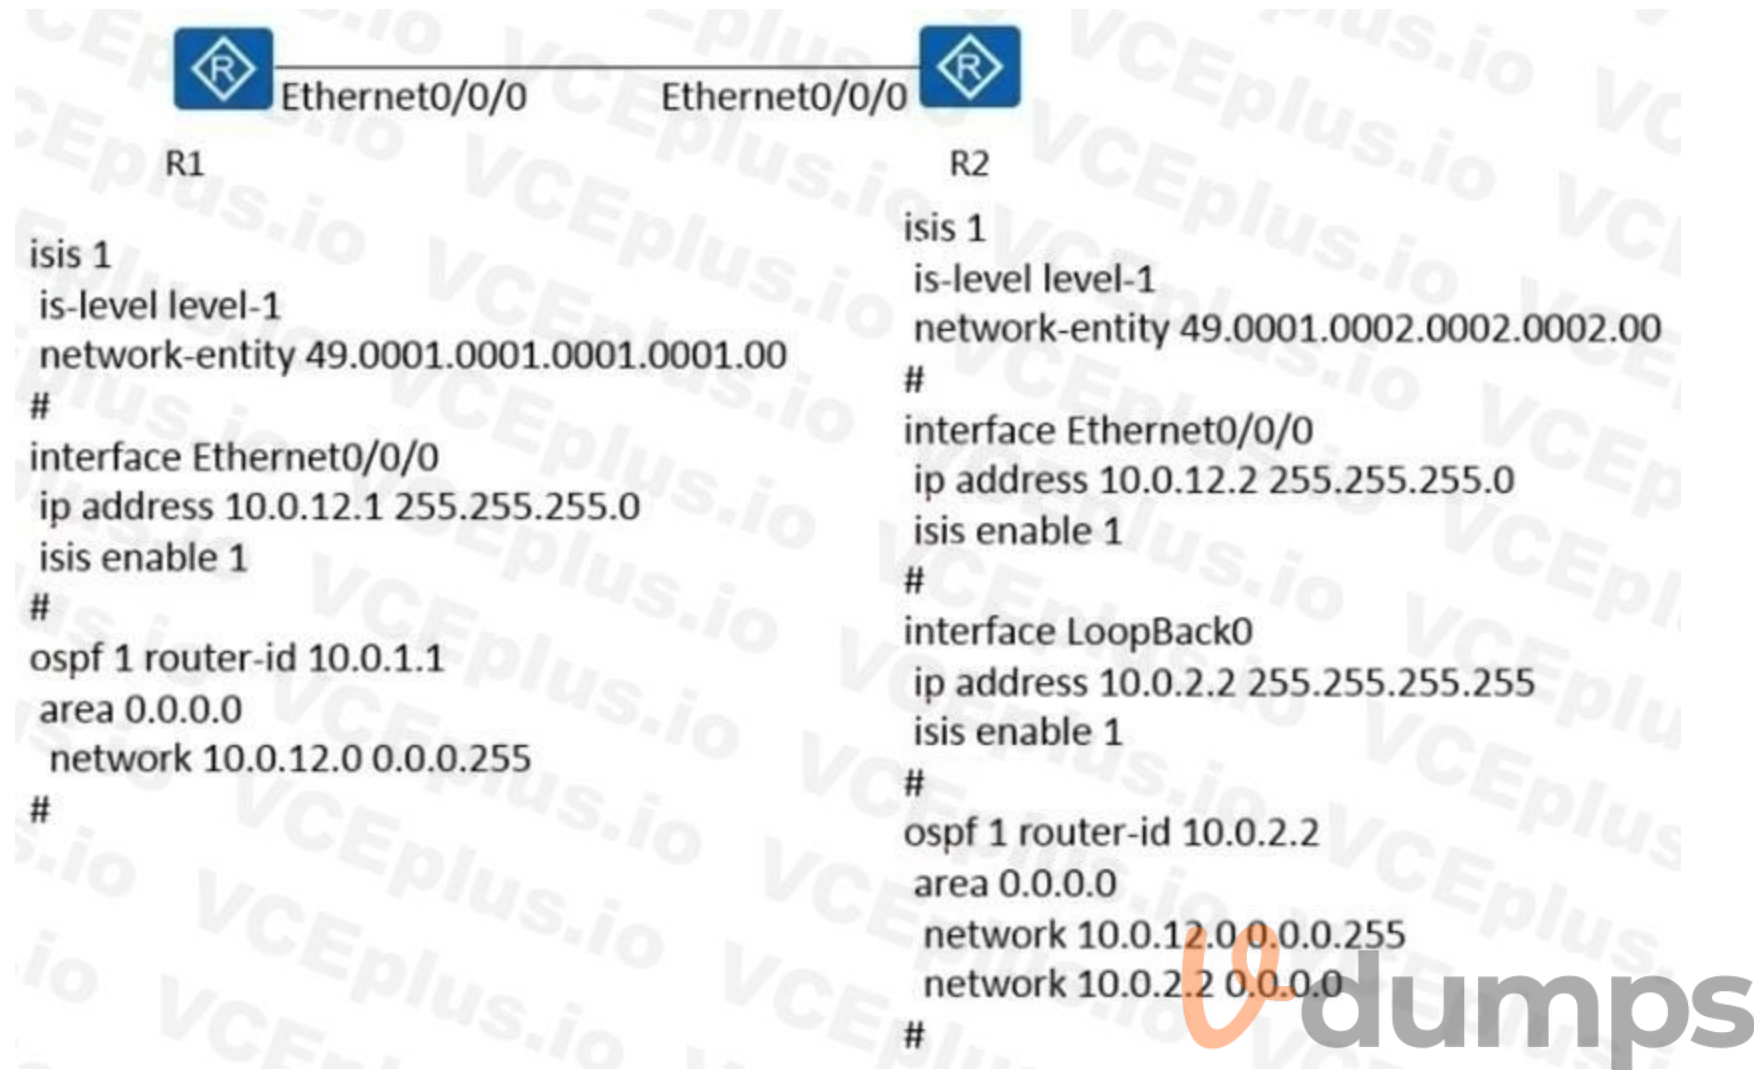 Ethernet0/0/0 Ethernet0/0/0
R1
R2
isis 1
is-level level-1
network-entity 49.0001.0001.0001.0001.00
#
interface Ethernet0/0/0
ip address 10.0.12.1 255.255.255.0
isis enable 1
#
ospf 1 router-id 10.0.1.1
area 0.0.0.0
network 10.0.12.0 0.0.0.255
#
isis 1
is-level level-1
network-entity 49.0001.0002.0002.0002.00
#
interface Ethernet0/0/0
ip address 10.0.12.2 255.255.255.0
isis enable 1
#
interface LoopBack0
ip address 10.0.2.2 255.255.255.255
isis enable 1
#
ospf 1 router-id 10.0.2.2
area 0.0.0.0
network 10.0.12.0 0.0.0.255
network 10.0.2.2 0.0.0.0
#
dumps
VCEplus.io